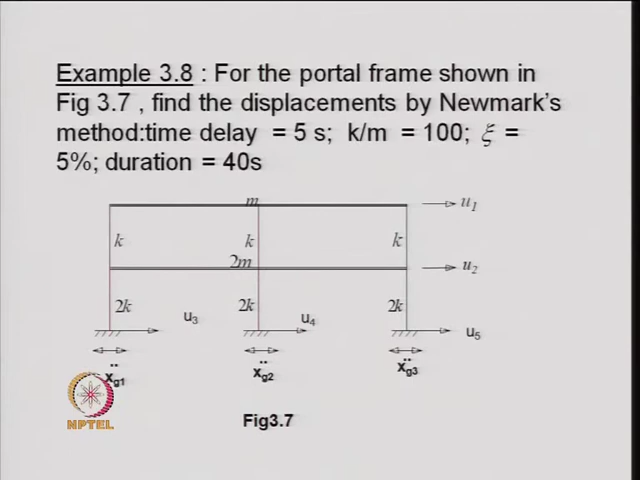 Example 3.8 : For the portal frame shown in
Fig 3.7 , find the displacements by Newmark's
method:time delay = 5 s; k/m = 100; ξ =
5%; duration = 40s
m
u1
k k k
2m
u2
2k 2k 2k
u3 u4 u5
ẍg1 ẍg2 ẍg3
NPTEL
Fig3.7